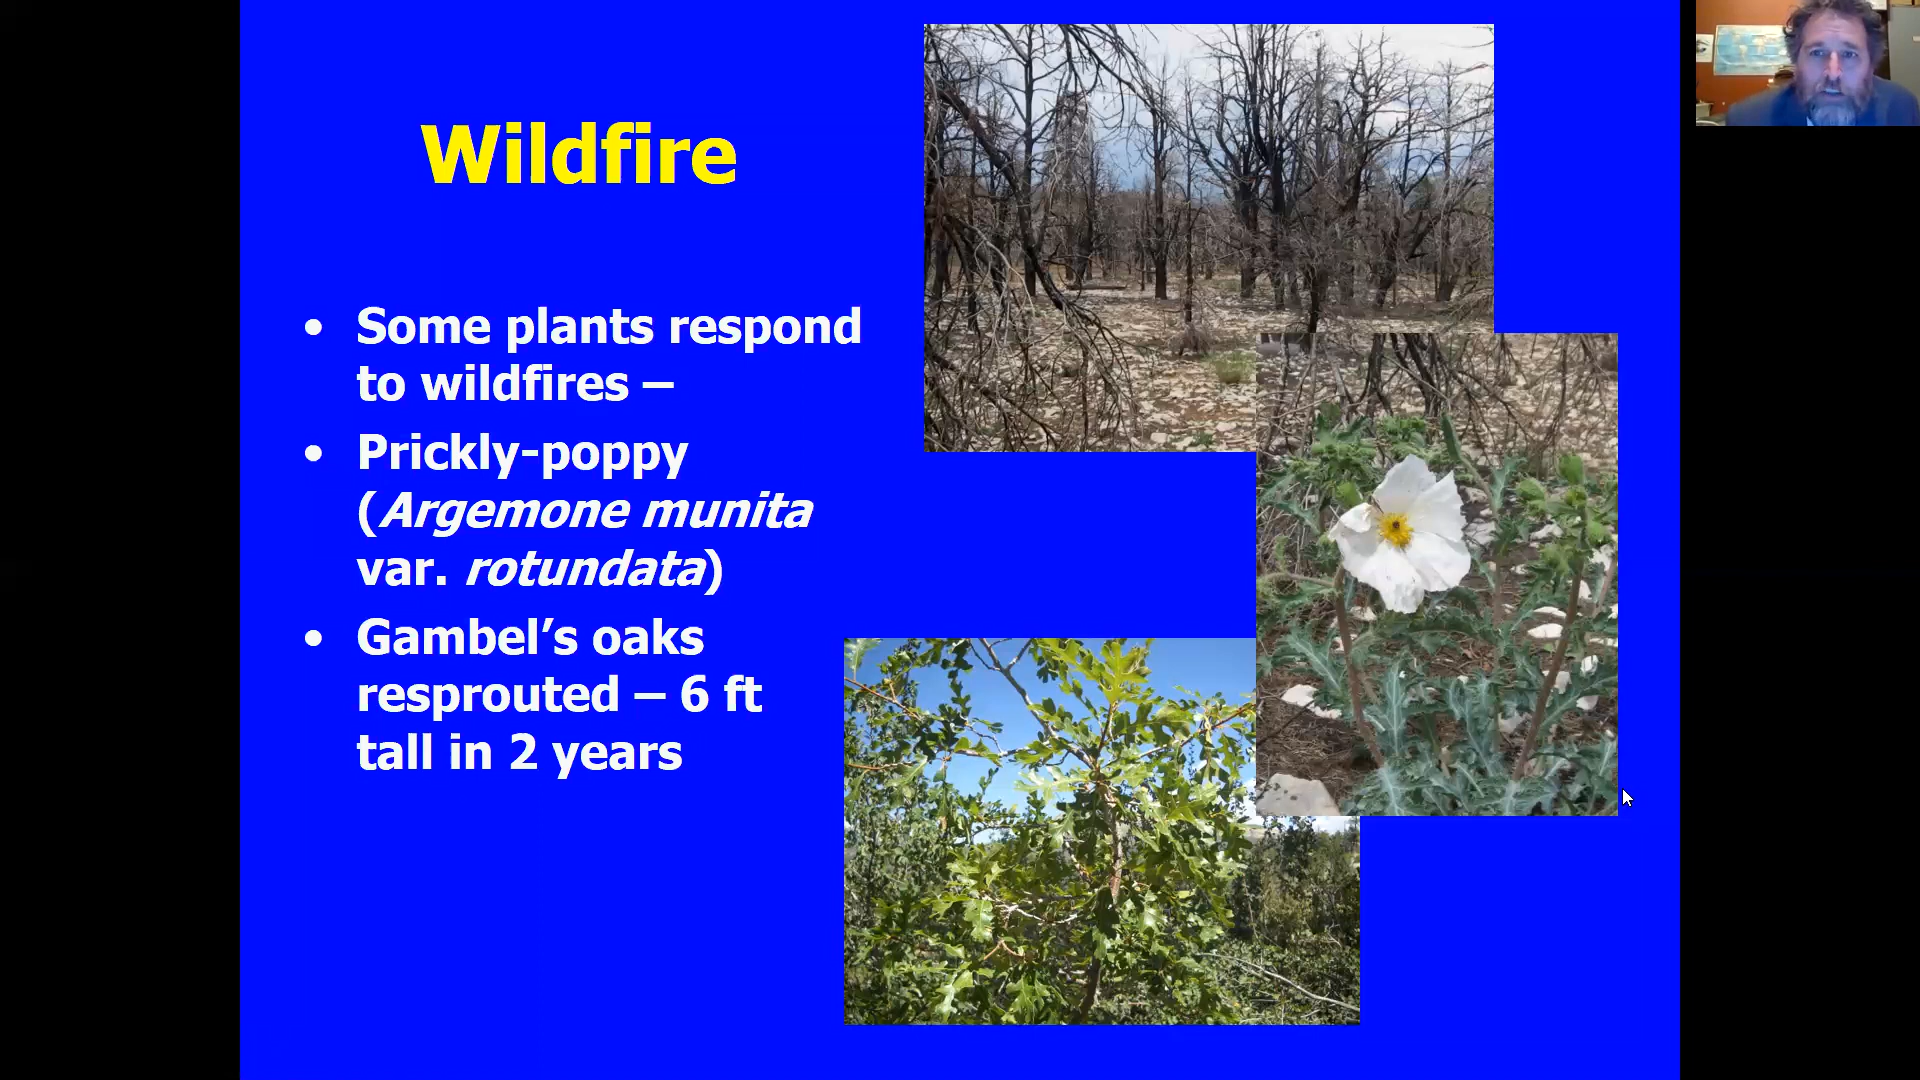 Wildfire
• Some plants respond
to wildfires –
• Prickly-poppy
(Argemone munita
var. rotundata)
• Gambel’s oaks
resprouted – 6 ft
tall in 2 years